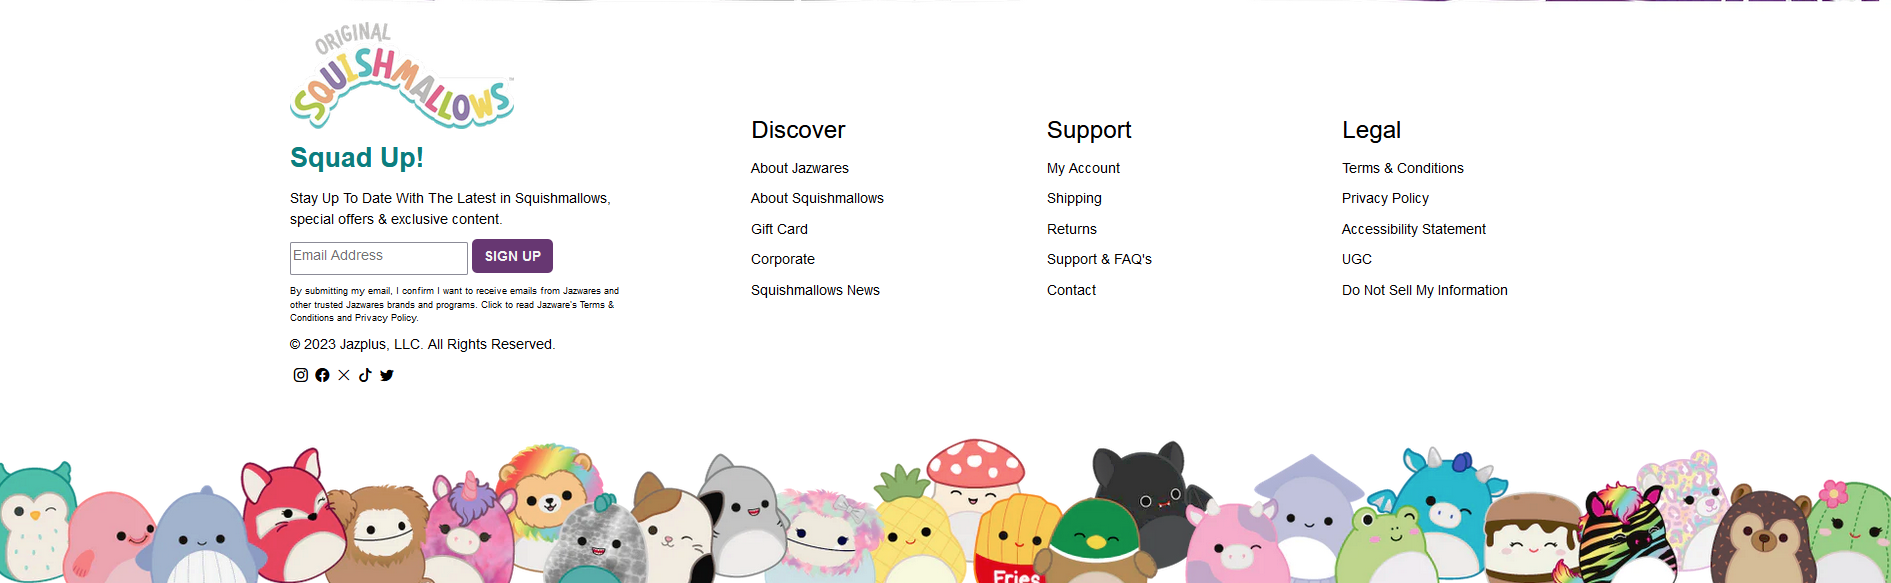 ORIGINAL
SQUISHMALLOWS™
Squad Up!
Stay Up To Date With The Latest in Squishmallows,
special offers & exclusive content.
Email Address
SIGN UP
By submitting my email, I confirm I want to receive emails from Jazwares and
other trusted Jazwares brands and programs. Click to read Jazware's Terms &
Conditions and Privacy Policy.
© 2023 Jazplus, LLC. All Rights Reserved.
Discover
About Jazwares
About Squishmallows
Gift Card
Corporate
Squishmallows News
Support
My Account
Shipping
Returns
Support & FAQ's
Contact
Legal
Terms & Conditions
Privacy Policy
Accessibility Statement
UGC
Do Not Sell My Information
Fries